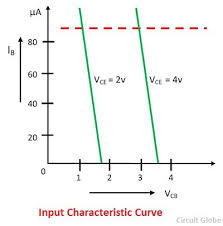 μA
I_B
80
60
40
20
0
V_CE = 2v
V_CE = 4v
1
2
3
4
V_CB
Input Characteristic Curve
Circuit Globe